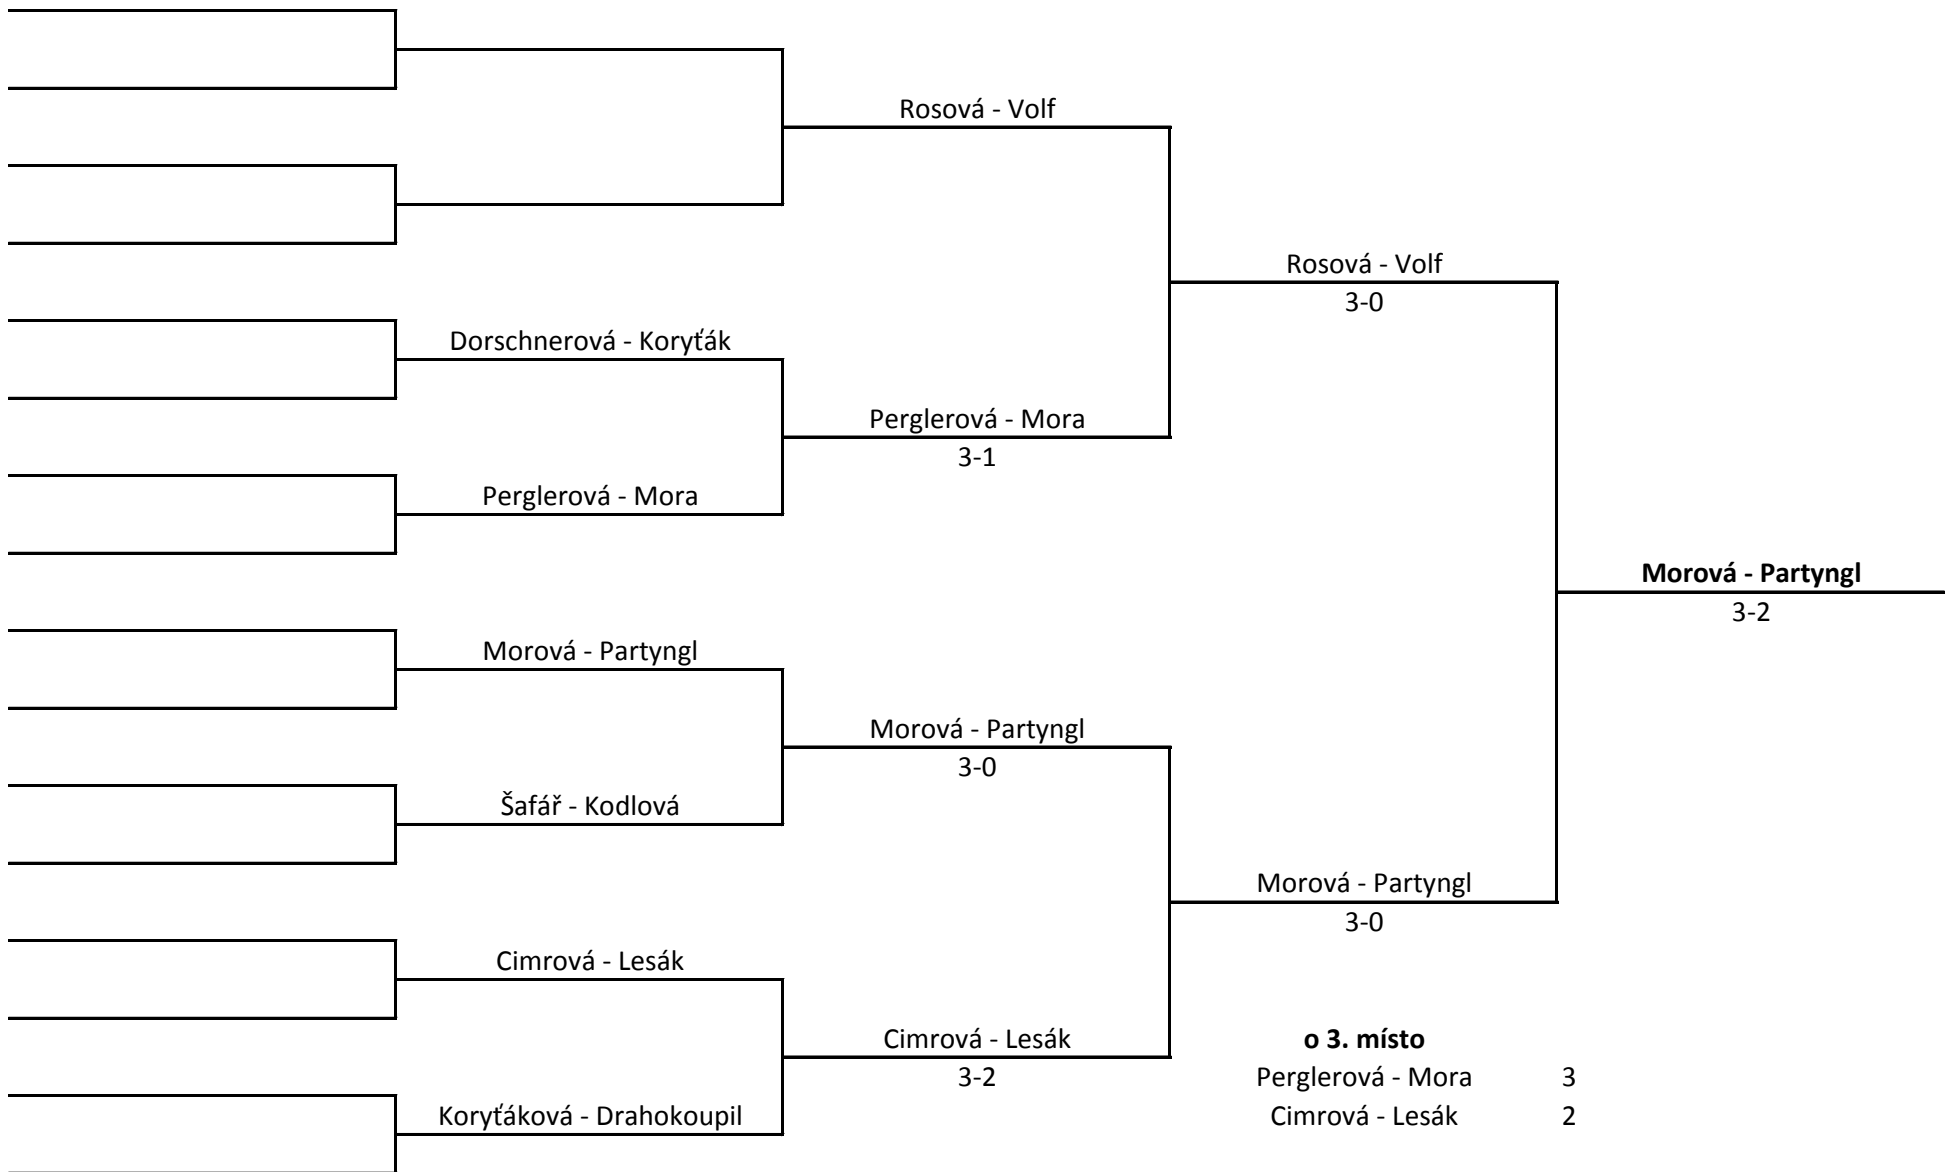 Rosová - Volf
Rosová - Volf
3-0
Dorschnerová - Koryťák
Perglerová - Mora
3-1
Perglerová - Mora
Morová - Partyngl
3-2
Morová - Partyngl
Morová - Partyngl
3-0
Šafář - Kodlová
Morová - Partyngl
3-0
Cimrová - Lesák
Cimrová - Lesák
3-2
Koryťáková - Drahokoupil
o 3. místo
Perglerová - Mora 3
Cimrová - Lesák 2